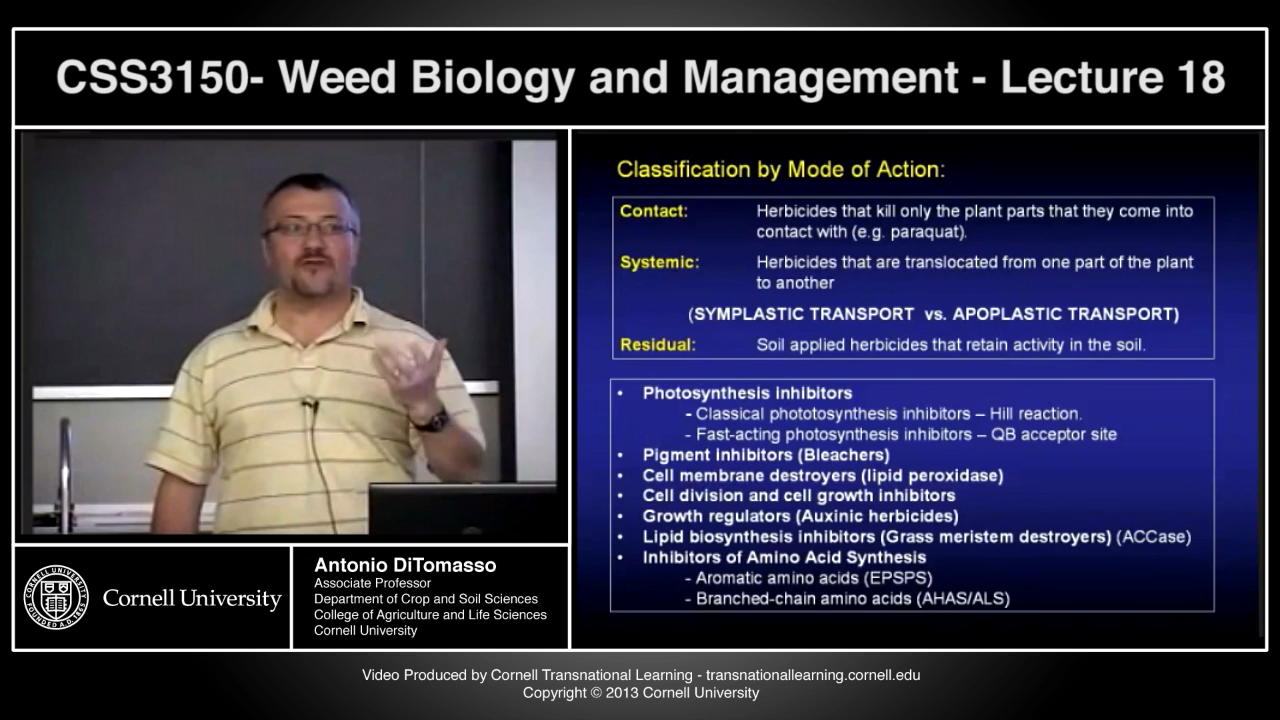 CSS3150- Weed Biology and Management - Lecture 18
Classification by Mode of Action:
Contact: Herbicides that kill only the plant parts that they come into
contact with (e.g. paraquat).
Systemic: Herbicides that are translocated from one part of the plant
to another
(SYMPLASTIC TRANSPORT vs. APOPLASTIC TRANSPORT)
Residual: Soil applied herbicides that retain activity in the soil.
• Photosynthesis inhibitors
- Classical phototosynthesis inhibitors – Hill reaction.
- Fast-acting photosynthesis inhibitors – QB acceptor site
• Pigment inhibitors (Bleachers)
• Cell membrane destroyers (lipid peroxidase)
• Cell division and cell growth inhibitors
• Growth regulators (Auxinic herbicides)
• Lipid biosynthesis inhibitors (Grass meristem destroyers) (ACCase)
• Inhibitors of Amino Acid Synthesis
- Aromatic amino acids (EPSPS)
- Branched-chain amino acids (AHAS/ALS)
Cornell University
Antonio DiTomasso
Associate Professor
Department of Crop and Soil Sciences
College of Agriculture and Life Sciences
Cornell University
Video Produced by Cornell Transnational Learning - transnationallearning.cornell.edu
Copyright © 2013 Cornell University